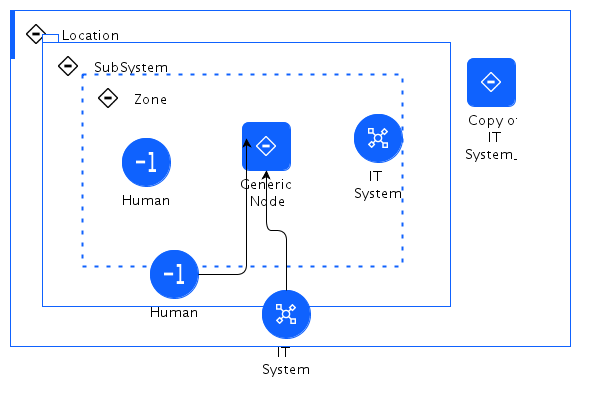 Location
SubSystem
Zone
Copy of
IT
System_
Human
Generic
Node
IT
System
Human
IT
System